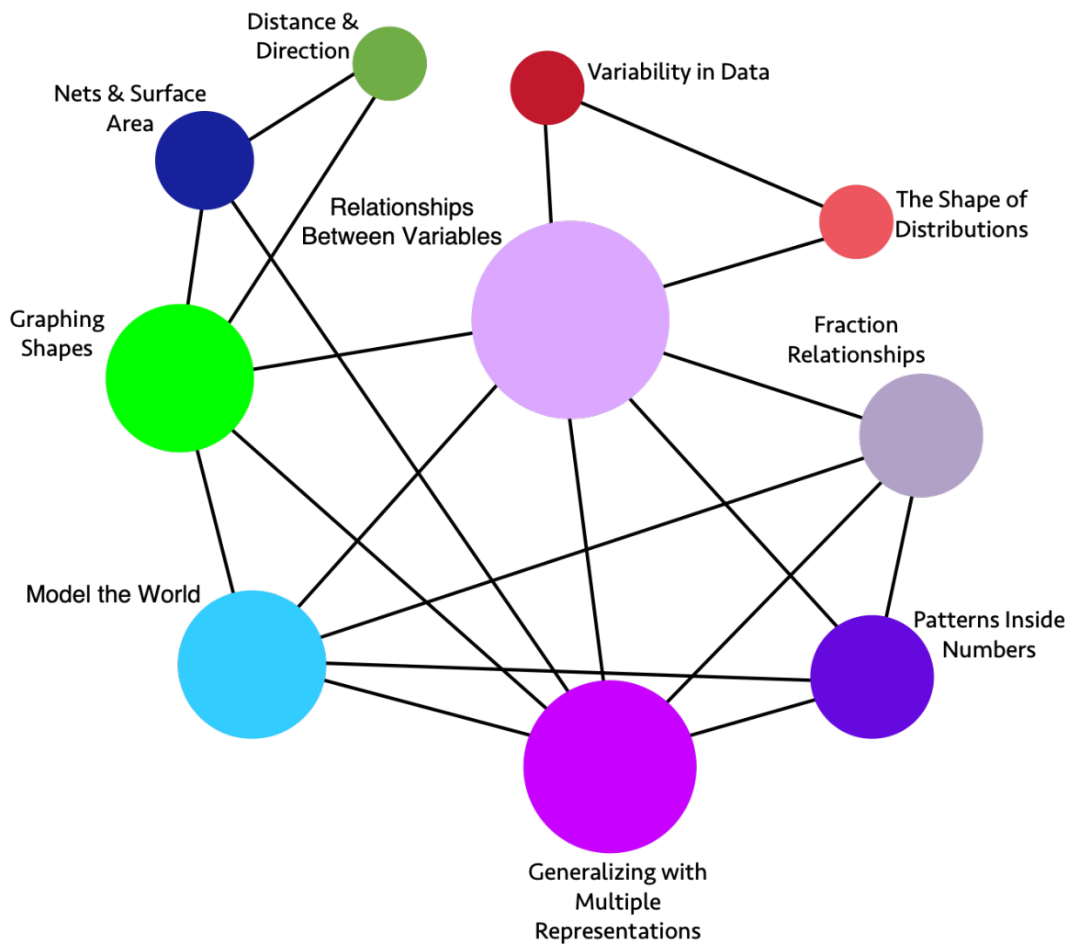 Distance &
Direction
Variability in Data
Nets & Surface
Area
The Shape of
Distributions
Relationships
Between Variables
Graphing
Shapes
Fraction
Relationships
Model the World
Patterns Inside
Numbers
Generalizing with
Multiple
Representations